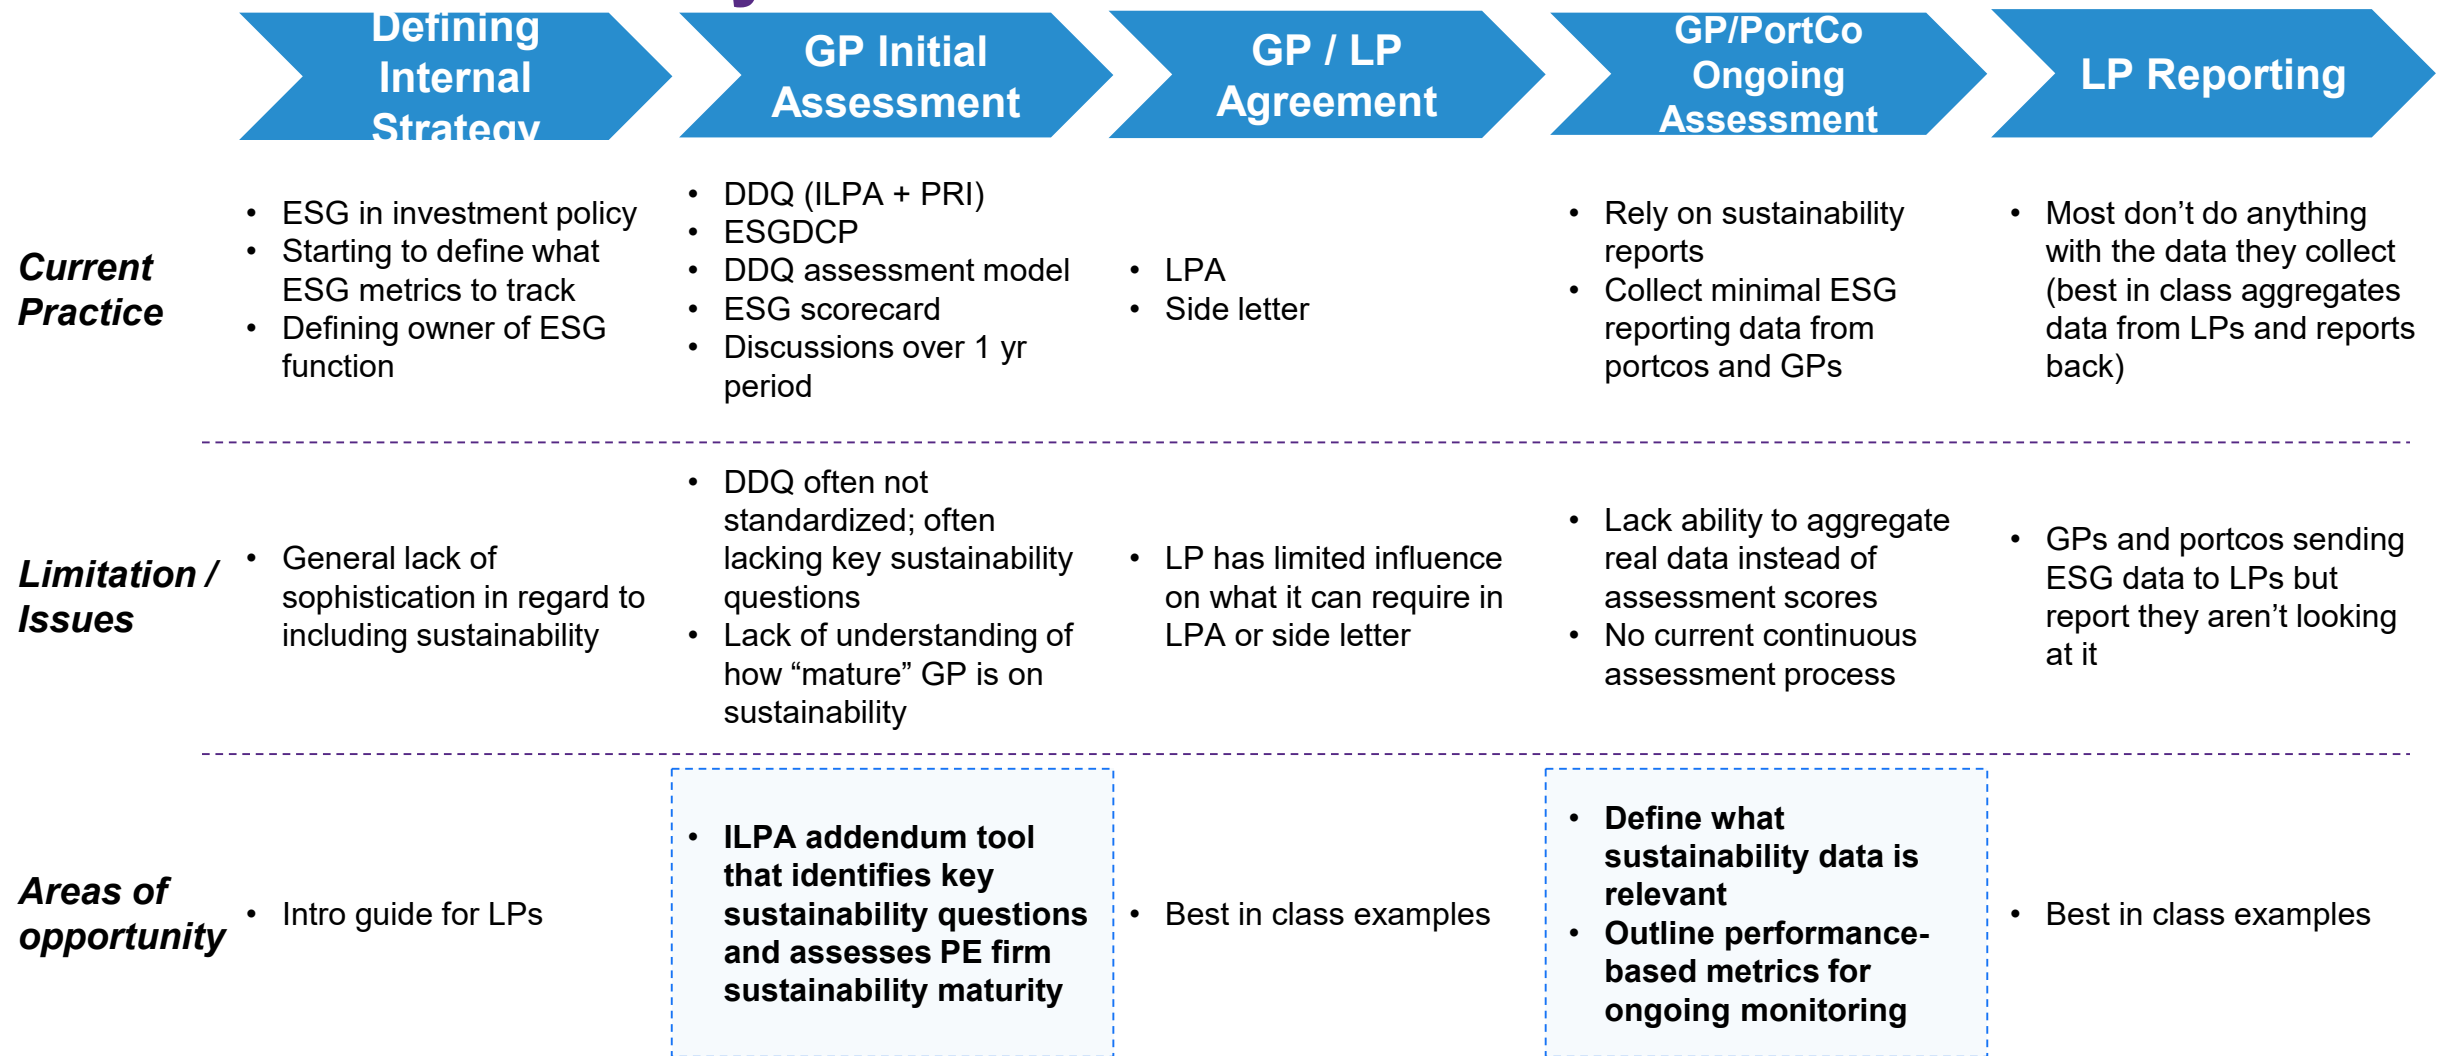 Defining
Internal
Strategy
GP Initial
Assessment
GP / LP
Agreement
GP/PortCo
Ongoing
Assessment
LP Reporting
Current
Practice
• ESG in investment policy
• Starting to define what
ESG metrics to track
• Defining owner of ESG
function
• DDQ (ILPA + PRI)
• ESGDCP
• DDQ assessment model
• ESG scorecard
• Discussions over 1 yr
period
• LPA
• Side letter
• Rely on sustainability
reports
• Collect minimal ESG
reporting data from
portcos and GPs
• Most don’t do anything
with the data they collect
(best in class aggregates
data from LPs and reports
back)
Limitation /
Issues
• General lack of
sophistication in regard to
including sustainability
• DDQ often not
standardized; often
lacking key sustainability
questions
• Lack of understanding of
how “mature” GP is on
sustainability
• LP has limited influence
on what it can require in
LPA or side letter
• Lack ability to aggregate
real data instead of
assessment scores
• No current continuous
assessment process
• GPs and portcos sending
ESG data to LPs but
report they aren’t looking
at it
Areas of
opportunity
• Intro guide for LPs
• ILPA addendum tool
that identifies key
sustainability questions
and assesses PE firm
sustainability maturity
• Best in class examples
• Define what
sustainability data is
relevant
• Outline performance-
based metrics for
ongoing monitoring
• Best in class examples